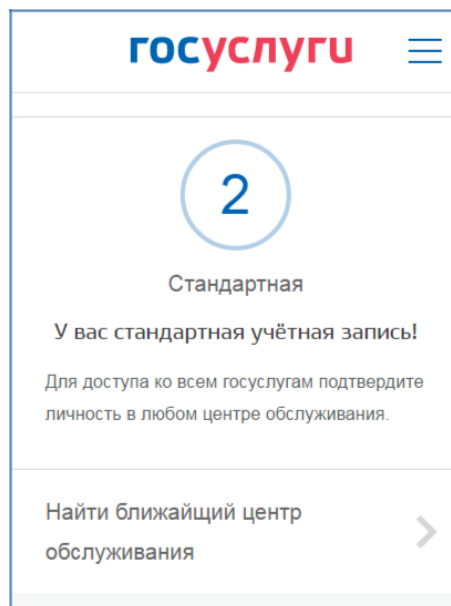 госуслуги
2
Стандартная
У вас стандартная учётная запись!
Для доступа ко всем госуслугам подтвердите
личность в любом центре обслуживания.
Найти ближайщий центр
обслуживания